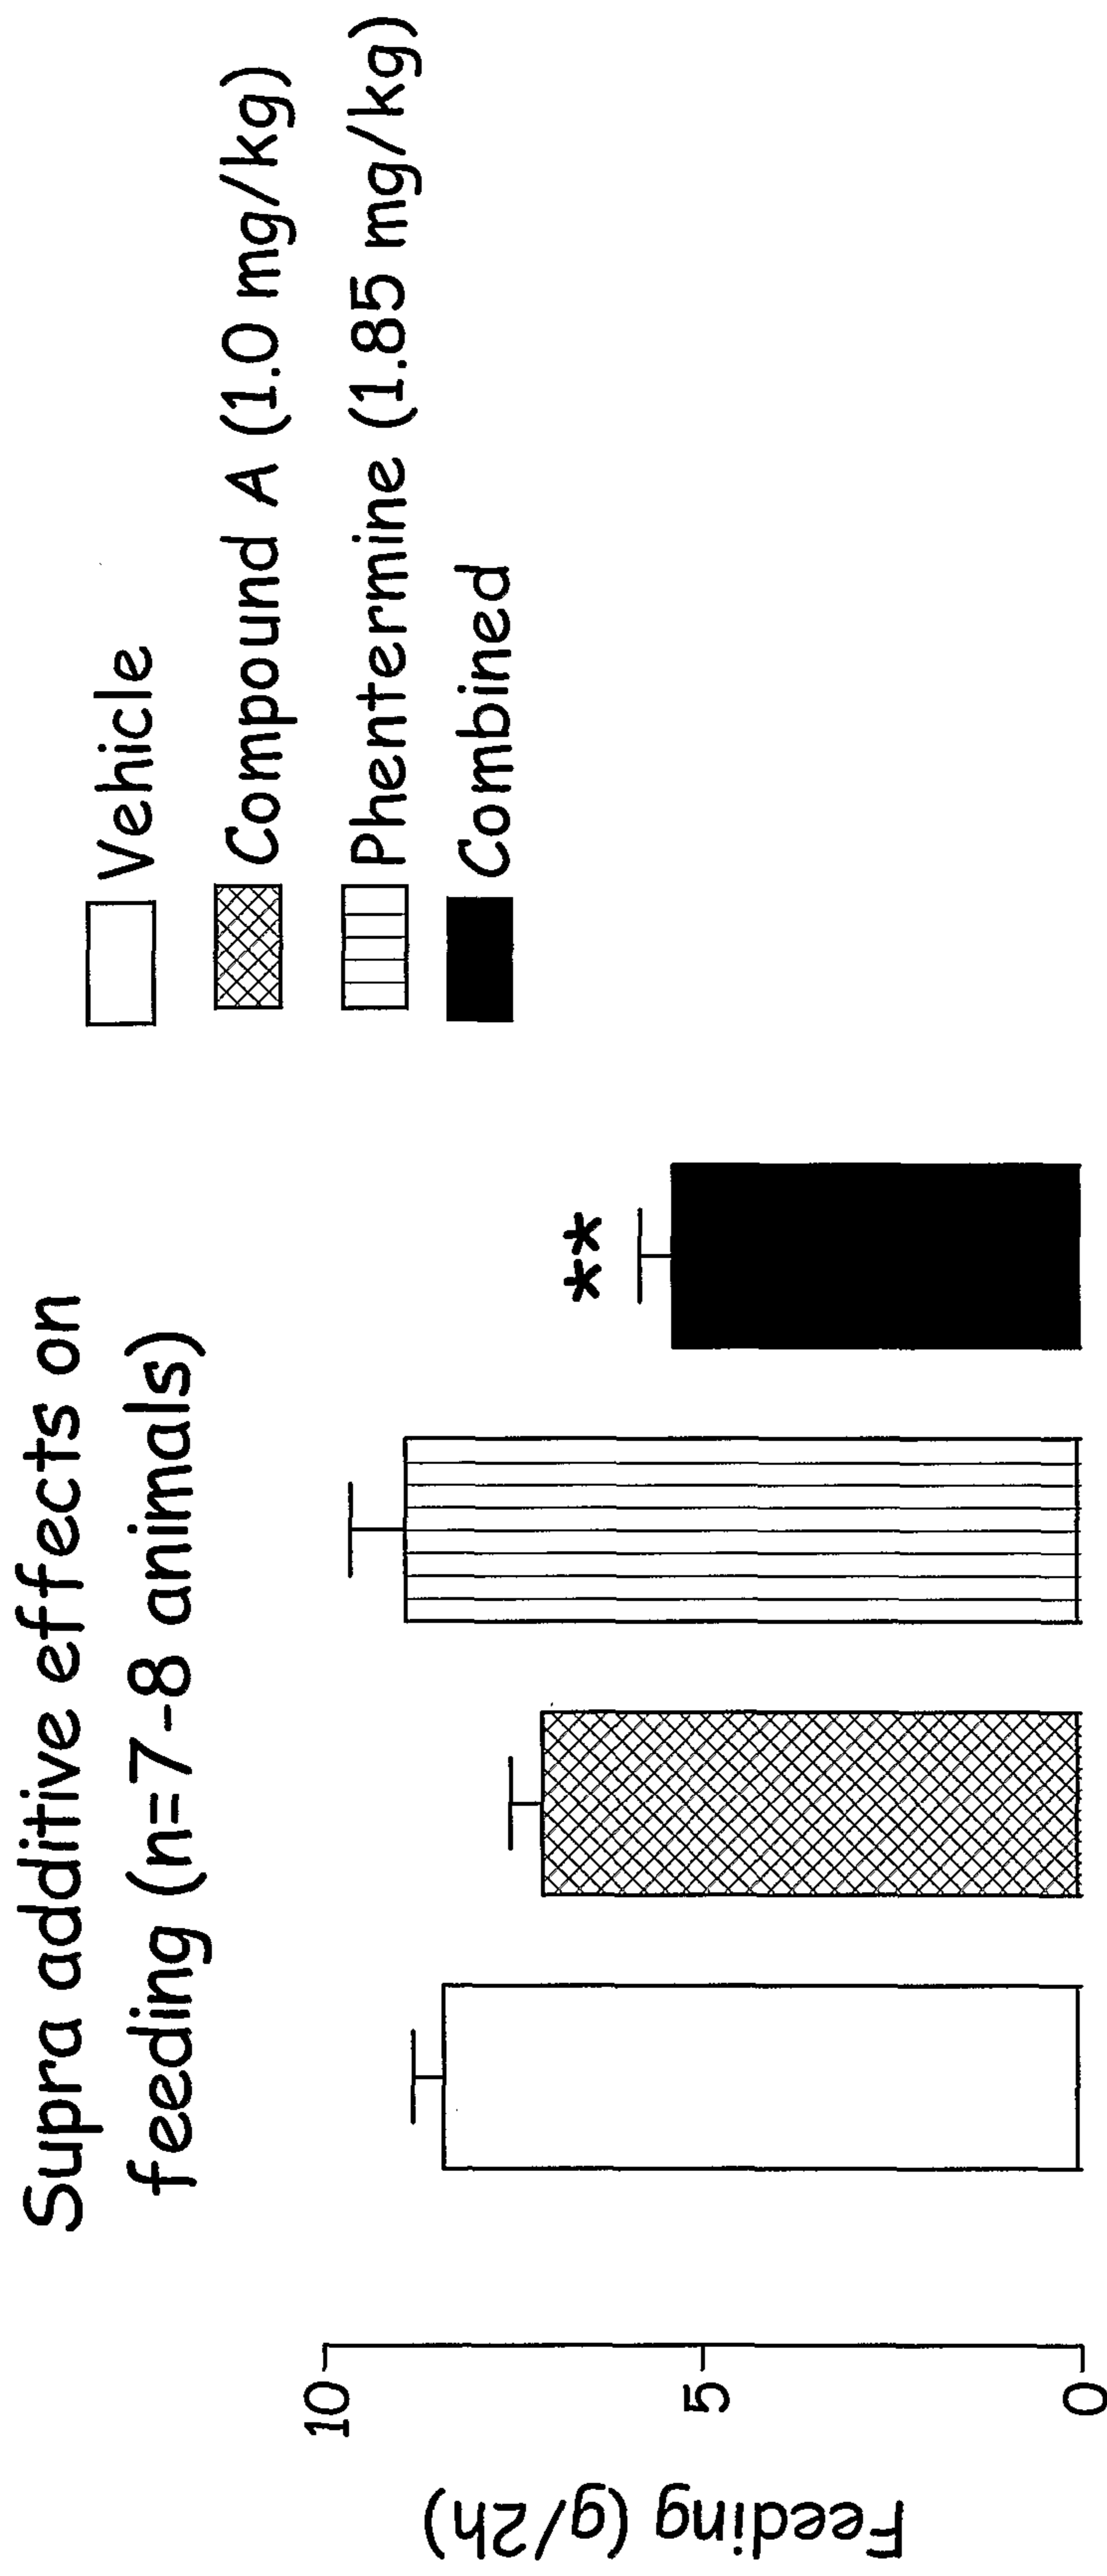 Supra additive effects on
feeding (n=7-8 animals)
Vehicle
Compound A (1.0 mg/kg)
Phentermine (1.85 mg/kg)
Combined
**
10
5
0
Feeding (g/2h)